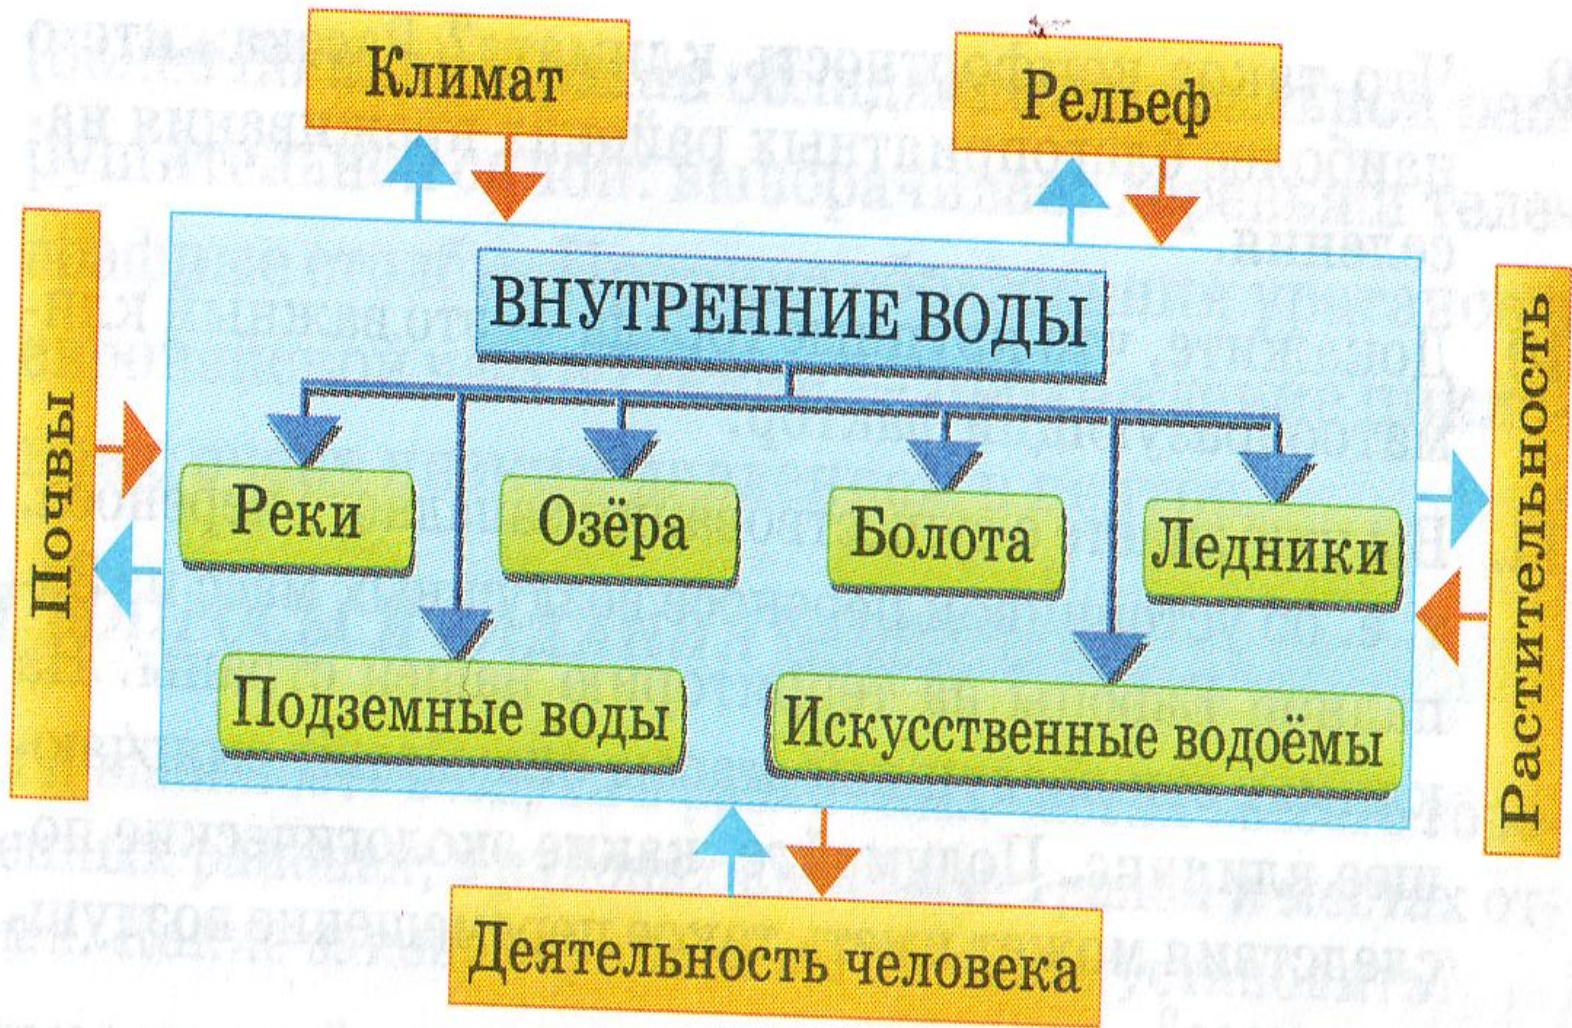 Климат
Рельеф
Почвы
ВНУТРЕННИЕ ВОДЫ
Растительность
Реки
Озёра
Болота
Ледники
Подземные воды
Искусственные водоёмы
Деятельность человека